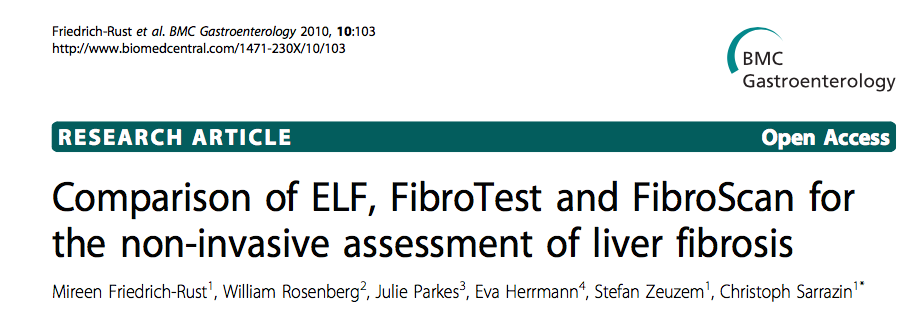 Friedrich-Rust et al. BMC Gastroenterology 2010, 10:103
http://www.biomedcentral.com/1471-230X/10/103
BMC
Gastroenterology
RESEARCH ARTICLE Open Access
Comparison of ELF, FibroTest and FibroScan for
the non-invasive assessment of liver fibrosis
Mireen Friedrich-Rust1, William Rosenberg2, Julie Parkes3, Eva Herrmann4, Stefan Zeuzem1, Christoph Sarrazin1*